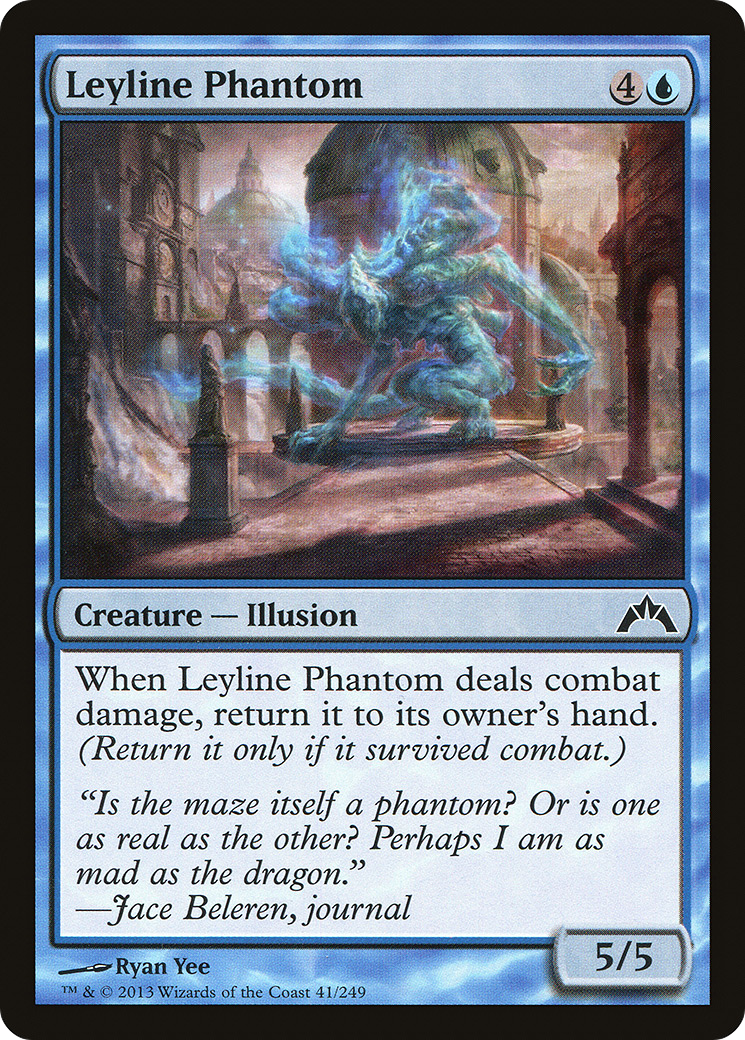 Leyline Phantom 4
Creature — Illusion
When Leyline Phantom deals combat
damage, return it to its owner's hand.
(Return it only if it survived combat.)
“Is the maze itself a phantom? Or is one
as real as the other? Perhaps I am as
mad as the dragon.”
—Jace Beleren, journal
5/5
Ryan Yee
™ & © 2013 Wizards of the Coast 41/249